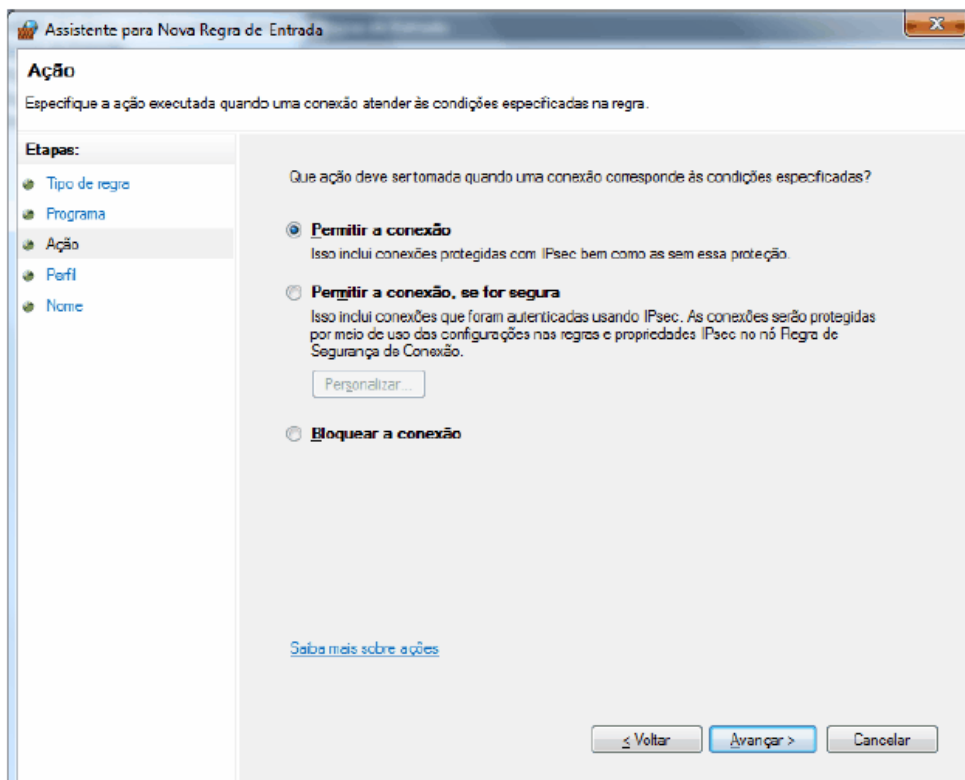 Assistente para Nova Regra de Entrada
Ação
Especifique a ação executada quando uma conexão atender às condições especificadas na regra.
Etapas:
Tipo de regra
Programa
Ação
Perfil
Nome
Que ação deve ser tomada quando uma conexão corresponde às condições especificadas?
Permitir a conexão
Isso inclui conexões protegidas com IPsec bem como as sem essa proteção.
Permitir a conexão, se for segura
Isso inclui conexões que foram autenticadas usando IPsec. As conexões serão protegidas
por meio de uso das configurações nas regras e propriedades IPsec no nó Regra de
Segurança de Conexão.
Personalizar...
Bloquear a conexão
Saiba mais sobre ações
< Voltar
Avançar >
Cancelar